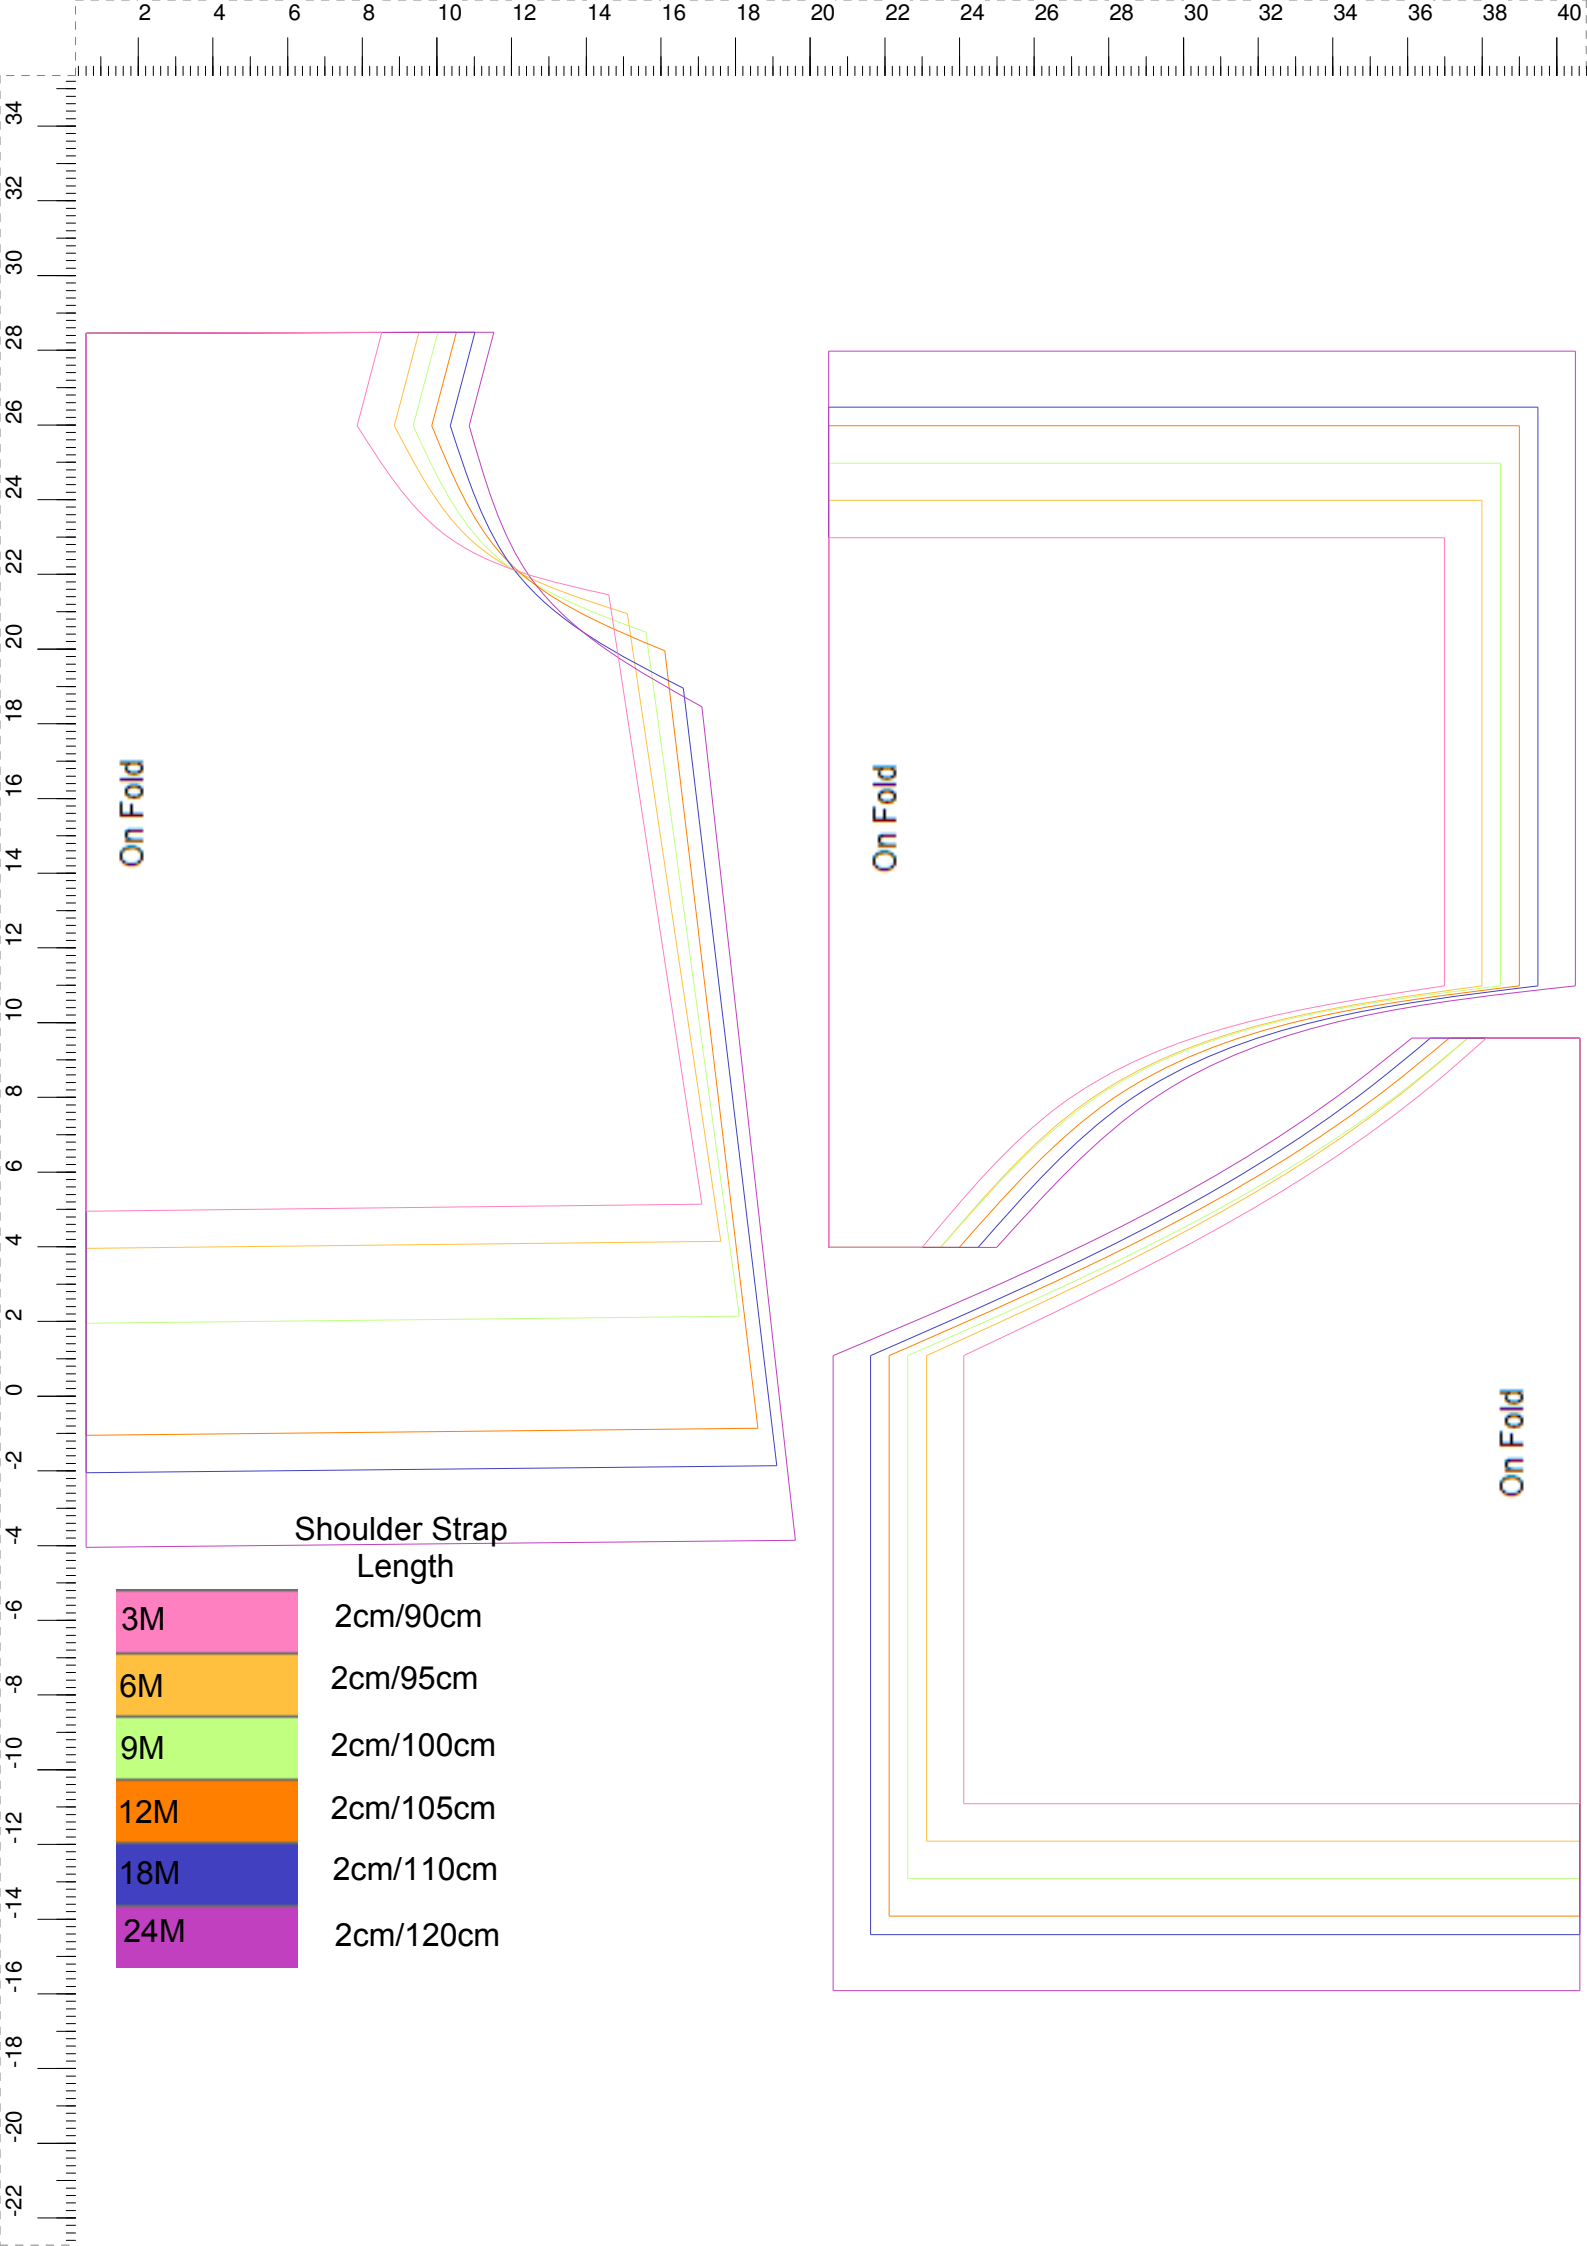 2 4 6 8 10 12 14 16 18 20 22 24 26 28 30 32 34 36 38 40
34
32
30
28
26
24
22
20
18
16
14
12
10
8
6
4
2
0
-2
-4
-6
-8
-10
-12
-14
-16
-18
-20
-22
On Fold
On Fold
On Fold
Shoulder Strap
Length
3M 2cm/90cm
6M 2cm/95cm
9M 2cm/100cm
12M 2cm/105cm
18M 2cm/110cm
24M 2cm/120cm